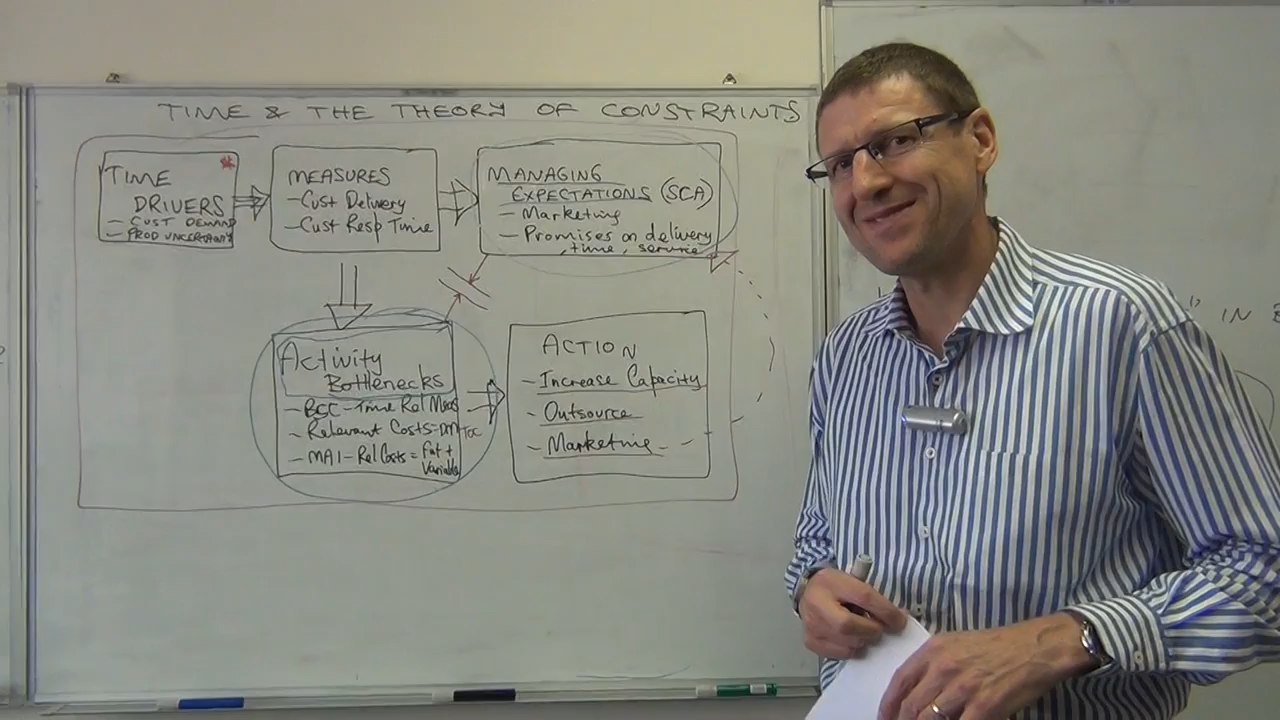 TIME & THE THEORY OF CONSTRAINTS
TIME
DRIVERS
- CUST DEMAND
- PROD UNCERTAINTY
MEASURES
- Cust Delivery
- Cust Resp Time
MANAGING
EXPECTATIONS (SCA)
- Marketing
- Promises on delivery
, time, service
Activity
Bottlenecks
- BSC - Time Rel Meas
- Relevant Costs = DM TOC
- MA1 - Rel Costs =
Variable
ACTION
- Increase Capacity
- Outsource
- Marketing
IN